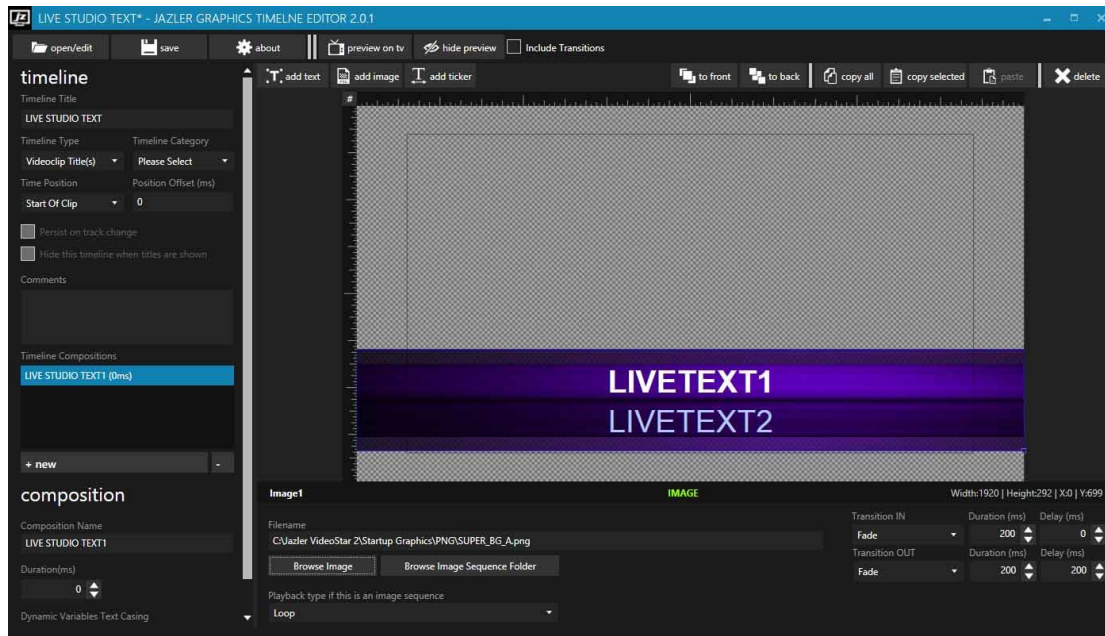 Jz LIVE STUDIO TEXT* - JAZLER GRAPHICS TIMELNE EDITOR 2.0.1
open/edit save about preview on tv hide preview Include Transitions
timeline
Timeline Title
LIVE STUDIO TEXT
Timeline Type Timeline Category
Videoclip Title(s) Please Select
Time Position Position Offset (ms)
Start Of Clip 0
Persist on track change
Hide this timeline when titles are shown
Comments
Timeline Compositions
LIVE STUDIO TEXT1 (0ms)
+ new -
composition
Composition Name
LIVE STUDIO TEXT1
Duration(ms)
0
Dynamic Variables Text Casing
T add text add image T add ticker to front to back copy all copy selected paste delete
#
LIVETEXT1
LIVETEXT2
Image1 IMAGE Width:1920 | Height:292 | X:0 | Y:699
Filename
C:\Jazler VideoStar 2\Startup Graphics\PNG\SUPER_BG_A.png
Browse Image Browse Image Sequence Folder
Playback type if this is an image sequence
Loop
Transition IN Duration (ms) Delay (ms)
Fade 200 0
Transition OUT Duration (ms) Delay (ms)
Fade 200 200